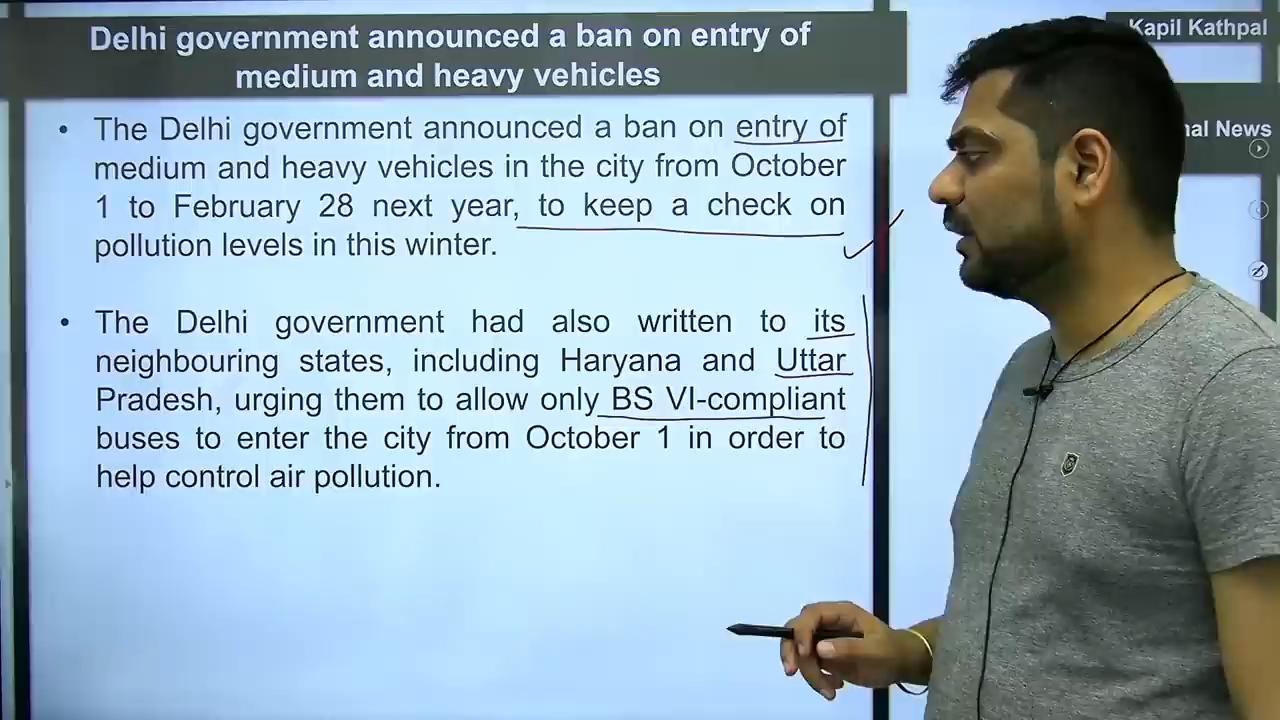 Delhi government announced a ban on entry of
medium and heavy vehicles
Kapil Kathpal
nal News
• The Delhi government announced a ban on entry of
medium and heavy vehicles in the city from October
1 to February 28 next year, to keep a check on
pollution levels in this winter.
• The Delhi government had also written to its
neighbouring states, including Haryana and Uttar
Pradesh, urging them to allow only BS VI-compliant
buses to enter the city from October 1 in order to
help control air pollution.